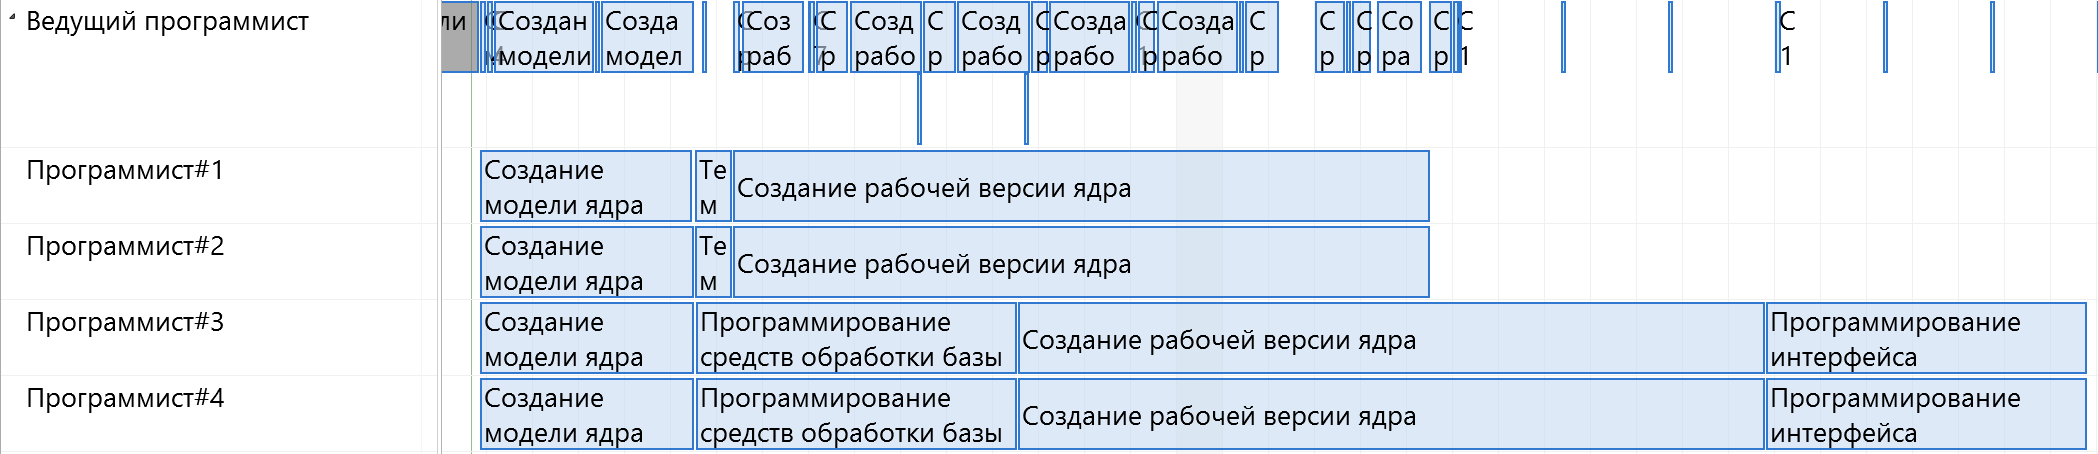 Ведущий программист
ли
Создан
модели
Созда
модел
Соз
раб
С
р
Созд
рабо
С
р
Созд
рабо
С
р
Созда
рабо
С
р
Созда
рабо
С
р
С
р
С
р
Со
ра
С
р
С
1
С
1
Программист#1
Создание
модели ядра
Те
м
Создание рабочей версии ядра
Программист#2
Создание
модели ядра
Те
м
Создание рабочей версии ядра
Программист#3
Создание
модели ядра
Программирование
средств обработки базы
Создание рабочей версии ядра
Программирование
интерфейса
Программист#4
Создание
модели ядра
Программирование
средств обработки базы
Создание рабочей версии ядра
Программирование
интерфейса